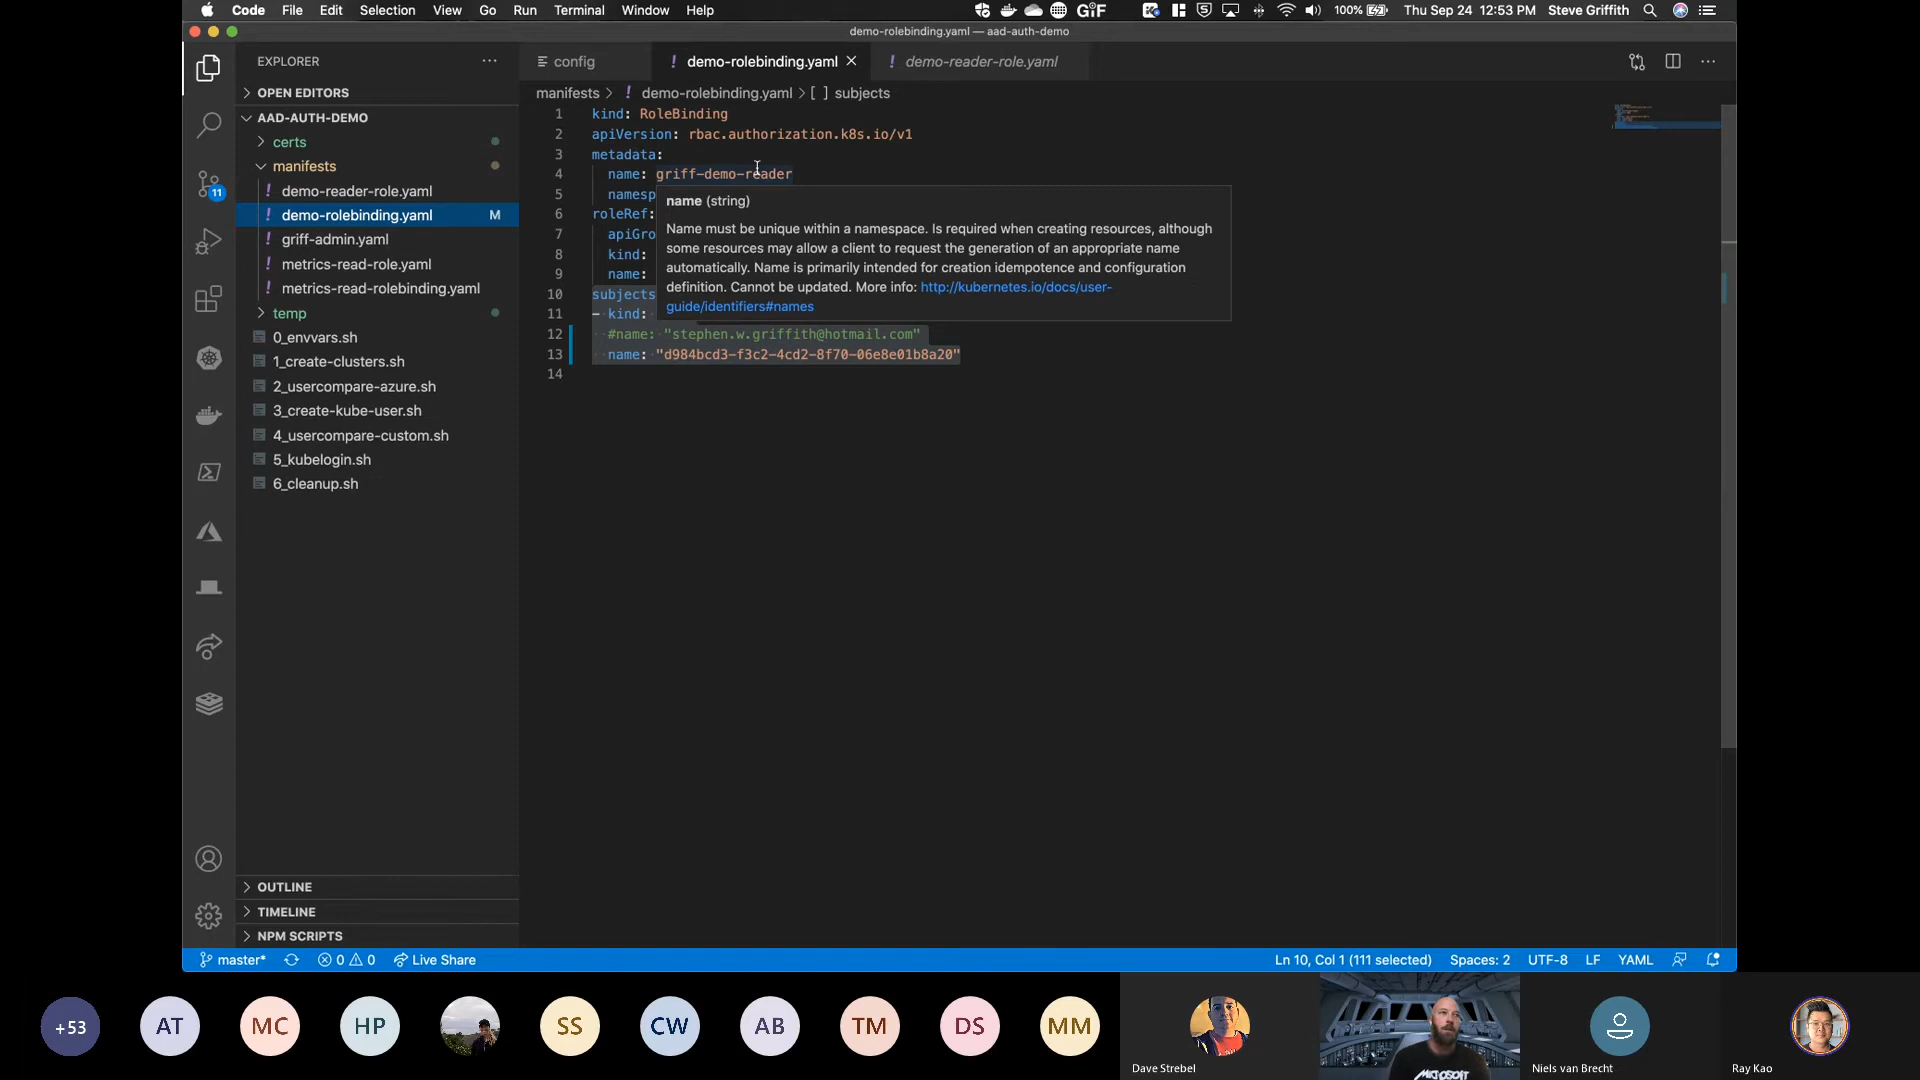 Code File Edit Selection View Go Run Terminal Window Help
GIF 5 100% Thu Sep 24 12:53 PM Steve Griffith
demo-rolebinding.yaml — aad-auth-demo
EXPLORER
config
! demo-rolebinding.yaml
! demo-reader-role.yaml
manifests > ! demo-rolebinding.yaml > [ ] subjects
OPEN EDITORS
AAD-AUTH-DEMO
certs
manifests
! demo-reader-role.yaml
! demo-rolebinding.yaml M
! griff-admin.yaml
! metrics-read-role.yaml
! metrics-read-rolebinding.yaml
temp
0_envvars.sh
1_create-clusters.sh
2_usercompare-azure.sh
3_create-kube-user.sh
4_usercompare-custom.sh
5_kubelogin.sh
6_cleanup.sh
11
OUTLINE
TIMELINE
NPM SCRIPTS
1 kind: RoleBinding
2 apiVersion: rbac.authorization.k8s.io/v1
3 metadata:
4 name: griff-demo-reader
5 namesp
6 roleRef:
7 apiGro
8 kind:
9 name:
10 subjects
11 - kind:
12 #name: "stephen.w.griffith@hotmail.com"
13 name: "d984bcd3-f3c2-4cd2-8f70-06e8e01b8a20"
14
name (string)
Name must be unique within a namespace. Is required when creating resources, although
some resources may allow a client to request the generation of an appropriate name
automatically. Name is primarily intended for creation idempotence and configuration
definition. Cannot be updated. More info: http://kubernetes.io/docs/user-
guide/identifiers#names
master* 0 0 Live Share
Ln 10, Col 1 (111 selected) Spaces: 2 UTF-8 LF YAML
+53 AT MC HP SS CW AB TM DS MM
MICROSOFT
Dave Strebel
Niels van Brecht
Ray Kao